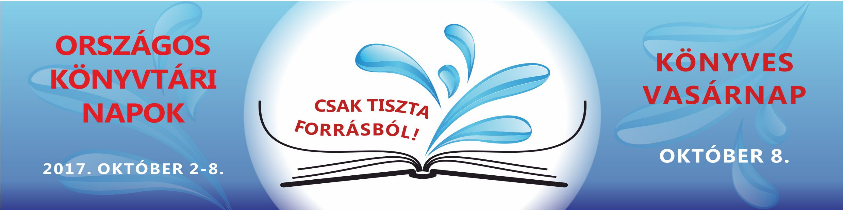 ORSZÁGOS
KÖNYVTÁRI
NAPOK
2017. OKTÓBER 2-8.
CSAK TISZTA
FORRÁSBÓL!
KÖNYVES
VASÁRNAP
OKTÓBER 8.